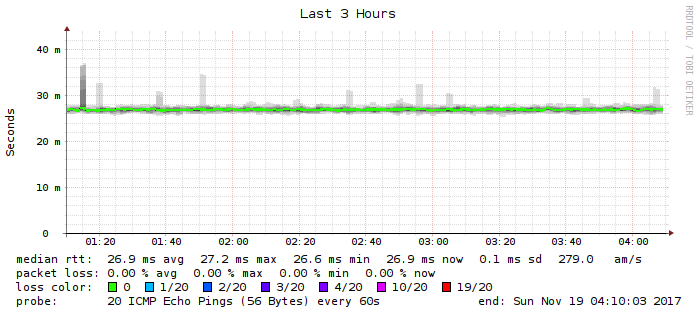 Last 3 Hours
RRDTOOL / TOBI OETIKER
Seconds
40 m
30 m
20 m
10 m
0
01:20 01:40 02:00 02:20 02:40 03:00 03:20 03:40 04:00
median rtt: 26.9 ms avg 27.2 ms max 26.6 ms min 26.9 ms now 0.1 ms sd 279.0 am/s
packet loss: 0.00 % avg 0.00 % max 0.00 % min 0.00 % now
loss color: 0 1/20 2/20 3/20 4/20 10/20 19/20
probe: 20 ICMP Echo Pings (56 Bytes) every 60s end: Sun Nov 19 04:10:03 2017